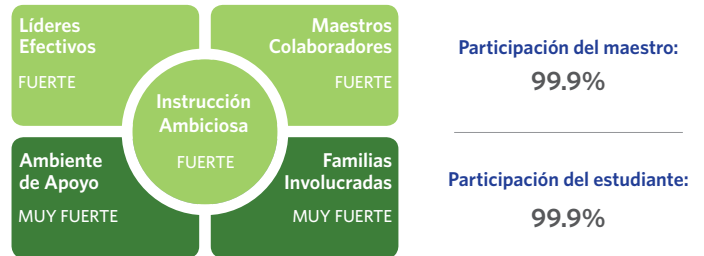 Líderes
Efectivos
FUERTE
Maestros
Colaboradores
FUERTE
Instrucción
Ambiciosa
FUERTE
Ambiente
de Apoyo
MUY FUERTE
Familias
Involucradas
MUY FUERTE
Participación del maestro:
99.9%
Participación del estudiante:
99.9%